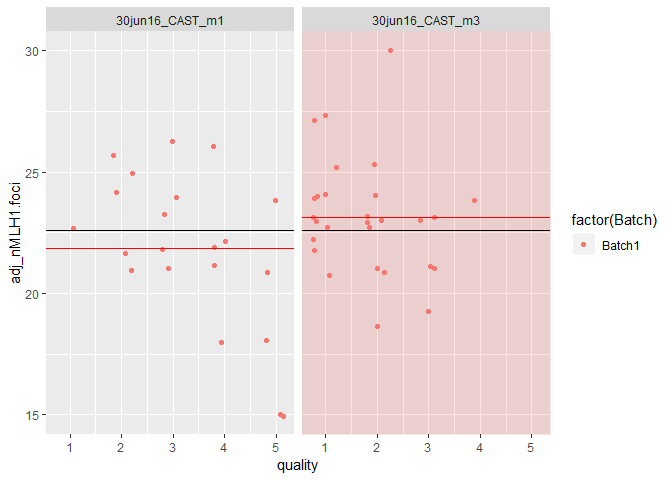 30jun16_CAST_m1 30jun16_CAST_m3
30
25
20
15
adj_nMLH1.foci
1 2 3 4 5 1 2 3 4 5
quality
factor(Batch)
Batch1